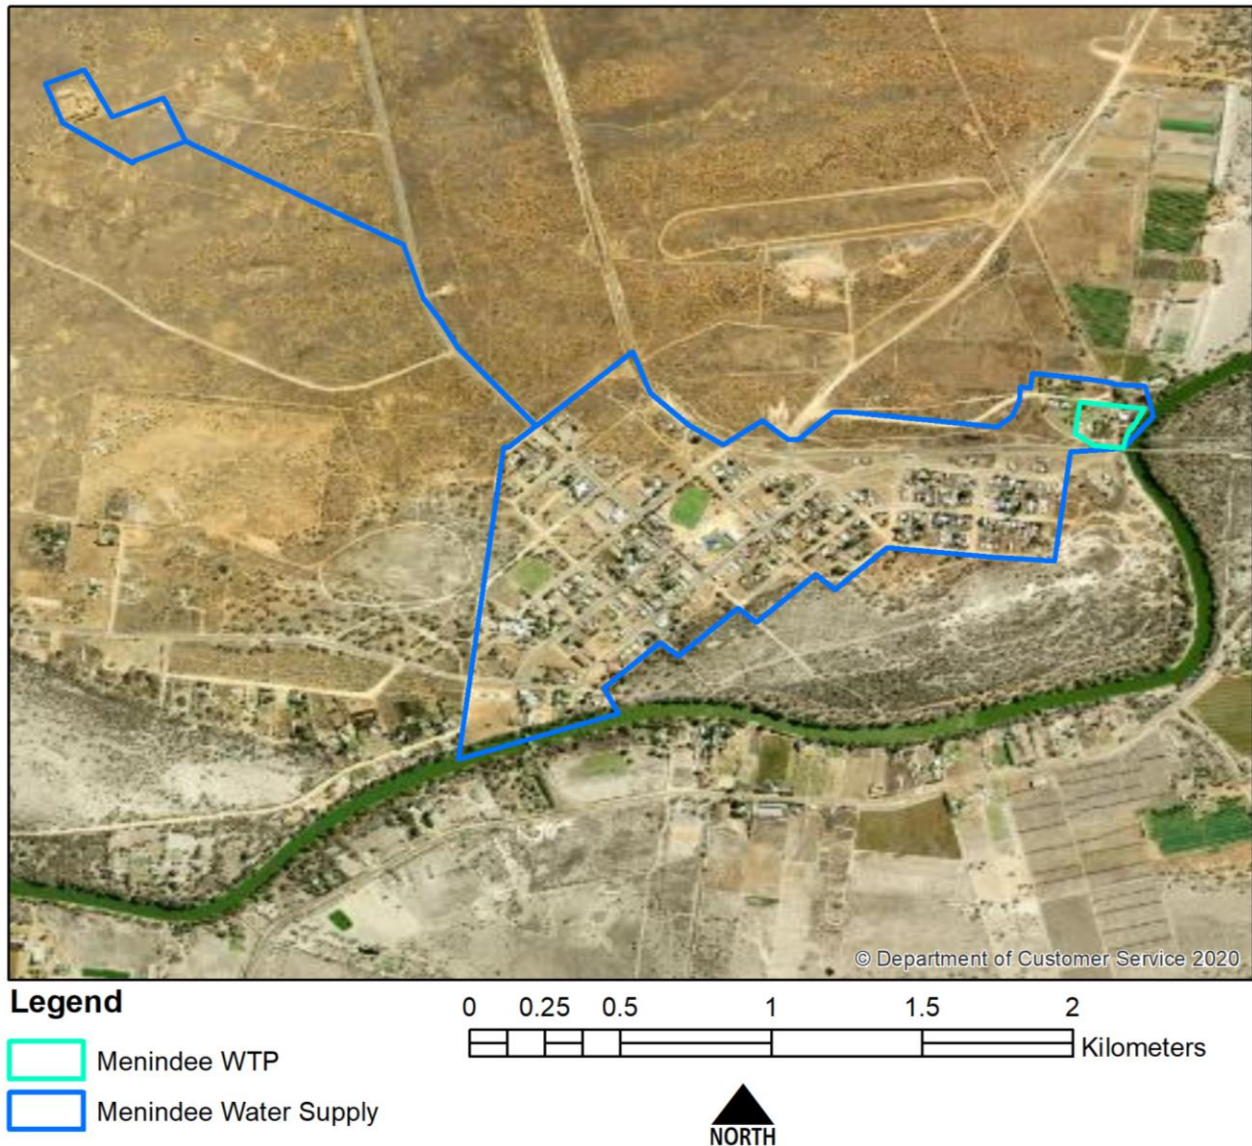 © Department of Customer Service 2020
Legend
Menindee WTP
Menindee Water Supply
0 0.25 0.5 1 1.5 2
Kilometers
NORTH